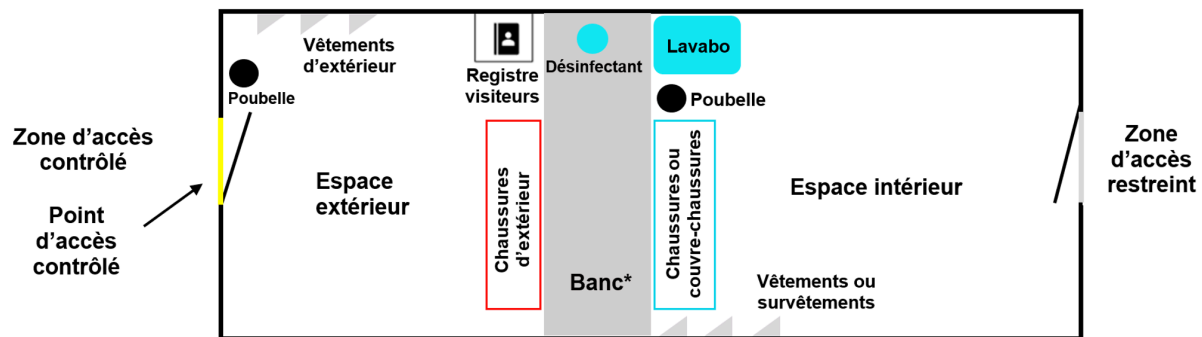 Zone d’accès
contrôlé
Point
d’accès
contrôlé
Vêtements
d’extérieur
Poubelle
Espace
extérieur
Registre
visiteurs
Chaussures
d’extérieur
Désinfectant
Banc*
Lavabo
Poubelle
Chaussures ou
couvre-chaussures
Espace intérieur
Vêtements ou
survêtements
Zone
d’accès
restreint